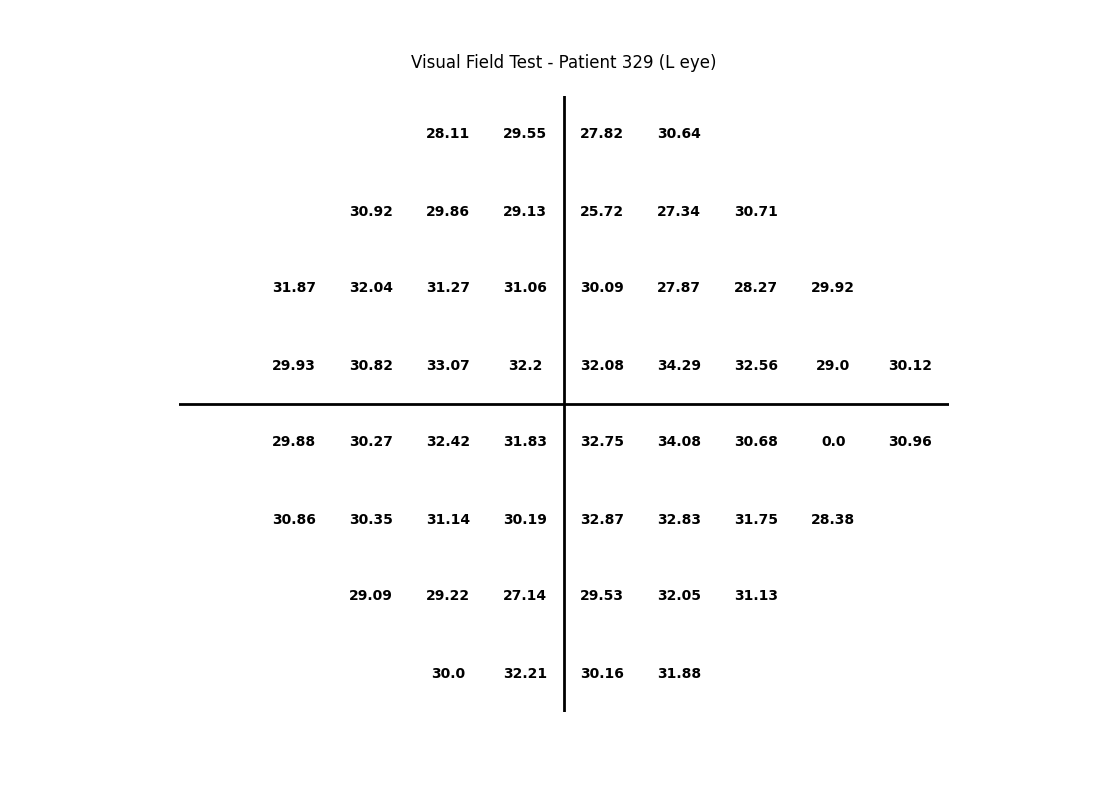 Visual Field Test - Patient 329 (L eye)
28.11 29.55 27.82 30.64
30.92 29.86 29.13 25.72 27.34 30.71
31.87 32.04 31.27 31.06 30.09 27.87 28.27 29.92
29.93 30.82 33.07 32.2 32.08 34.29 32.56 29.0 30.12
29.88 30.27 32.42 31.83 32.75 34.08 30.68 0.0 30.96
30.86 30.35 31.14 30.19 32.87 32.83 31.75 28.38
29.09 29.22 27.14 29.53 32.05 31.13
30.0 32.21 30.16 31.88